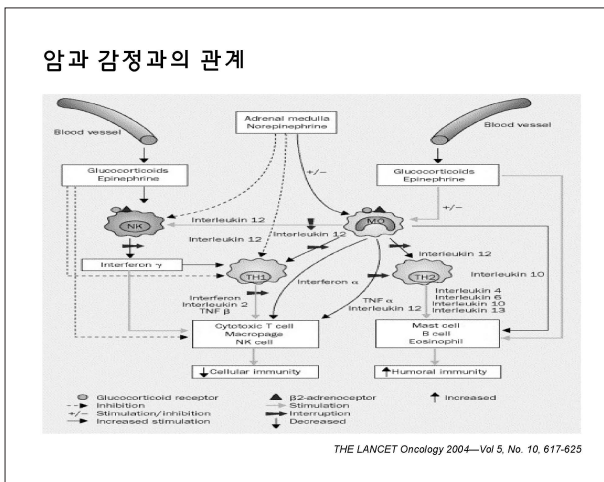 암과 감정과의 관계
Adrenal medulla
Norepinephrine
Blood vessel
Blood vessel
Glucocorticoids
Epinephrine
+/−
Glucocorticoids
Epinephrine
+/−
NK
Interleukin 12
Interleukin 12
Interleukin 12
MO
Interleukin 12
Interferon γ
TH1
Interferon α
TH2
Interleukin 10
Interferon
Interleukin 2
TNF β
TNF α
Interleukin 12
Interleukin 4
Interleukin 6
Interleukin 10
Interleukin 13
Cytotoxic T cell
Macropage
NK cell
Mast cell
B cell
Eosinophil
Cellular immunity
Humoral immunity
Glucocorticoid receptor
β2-adrenoceptor
Increased
Inhibition
Stimulation
+/− Stimulation/inhibition
Interruption
Increased stimulation
Decreased
THE LANCET Oncology 2004—Vol 5, No. 10, 617-625